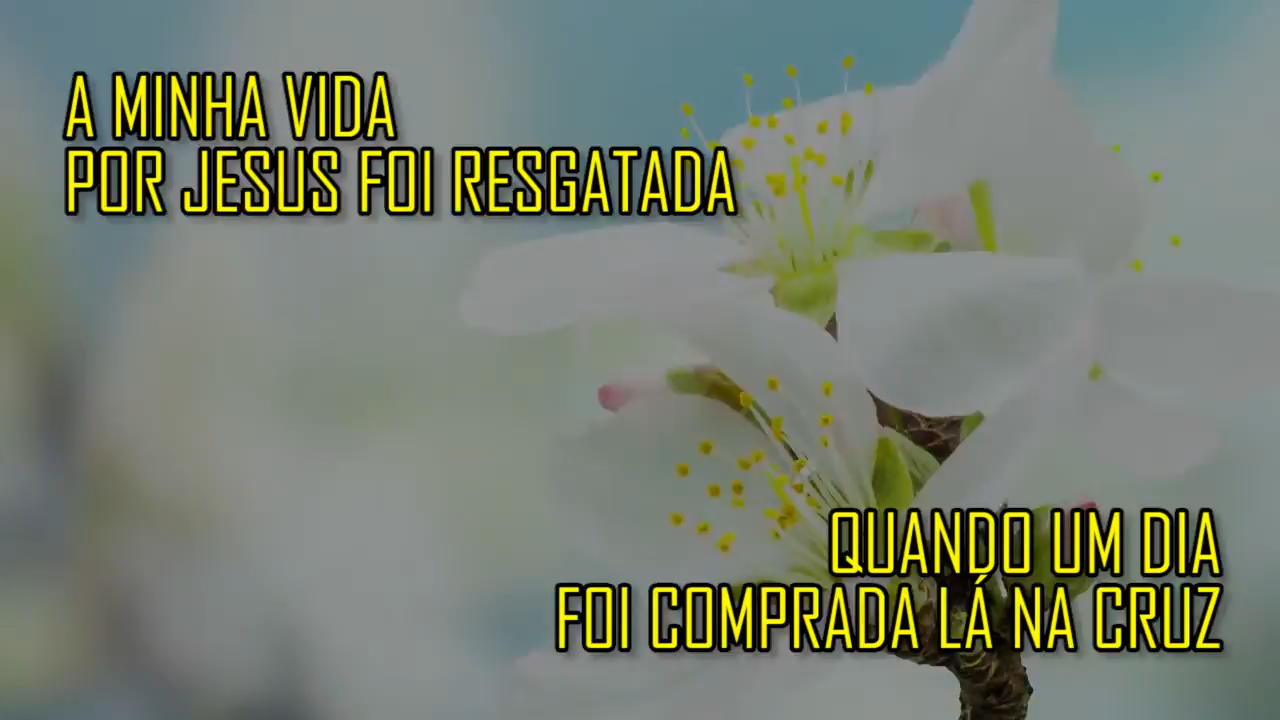 A MINHA VIDA
POR JESUS FOI RESGATADA
QUANDO UM DIA
FOI COMPRADA LÁ NA CRUZ